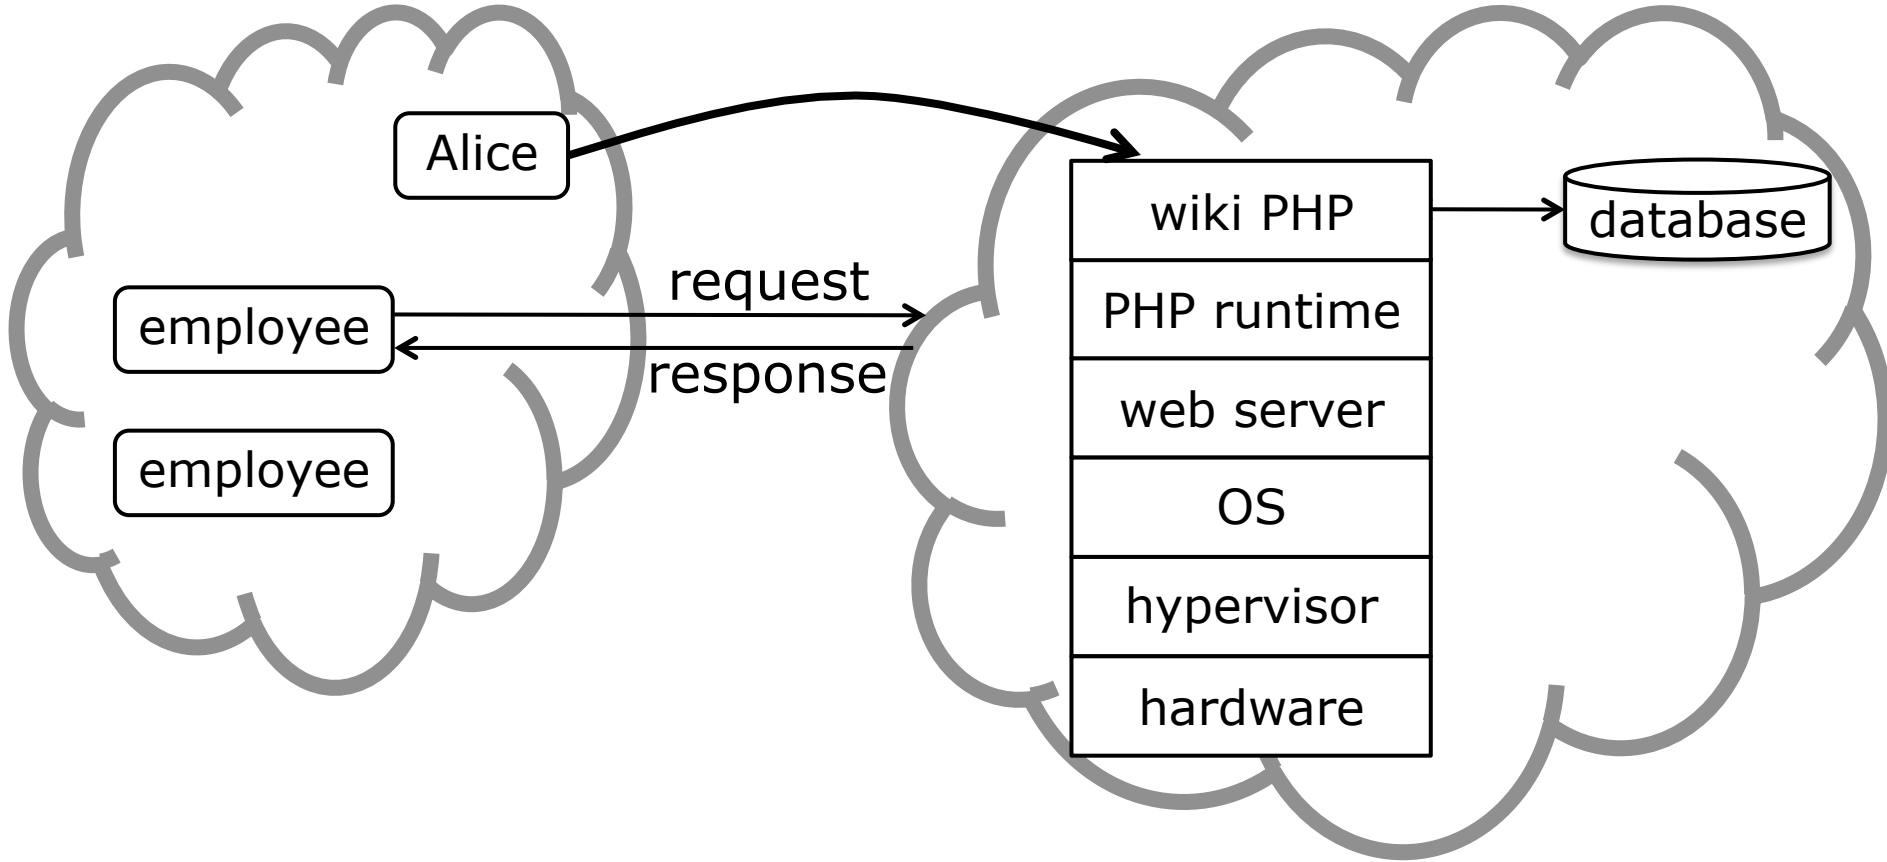 Alice
employee
employee
request
response
wiki PHP
PHP runtime
web server
OS
hypervisor
hardware
database